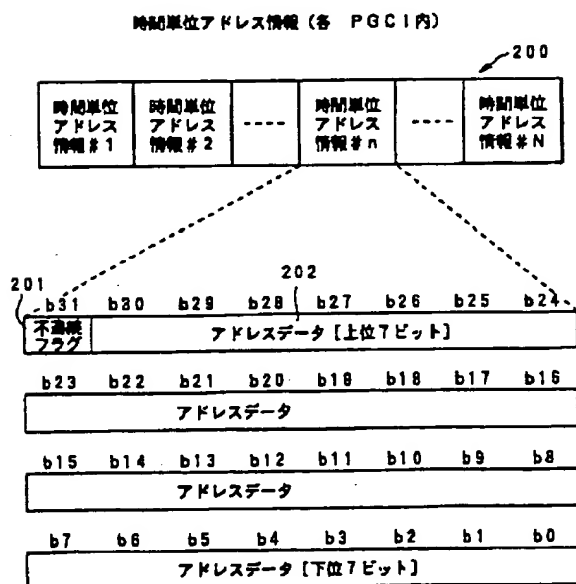 時間単位アドレス情報（各 PGCI内）
200
時間単位
アドレス
情報＃1
時間単位
アドレス
情報＃2
時間単位
アドレス
情報＃n
時間単位
アドレス
情報＃N
201
202
b31 b30 b29 b28 b27 b26 b25 b24
不連続
フラグ
アドレスデータ［上位7ビット］
b23 b22 b21 b20 b19 b18 b17 b16
アドレスデータ
b15 b14 b13 b12 b11 b10 b9 b8
アドレスデータ
b7 b6 b5 b4 b3 b2 b1 b0
アドレスデータ［下位7ビット］